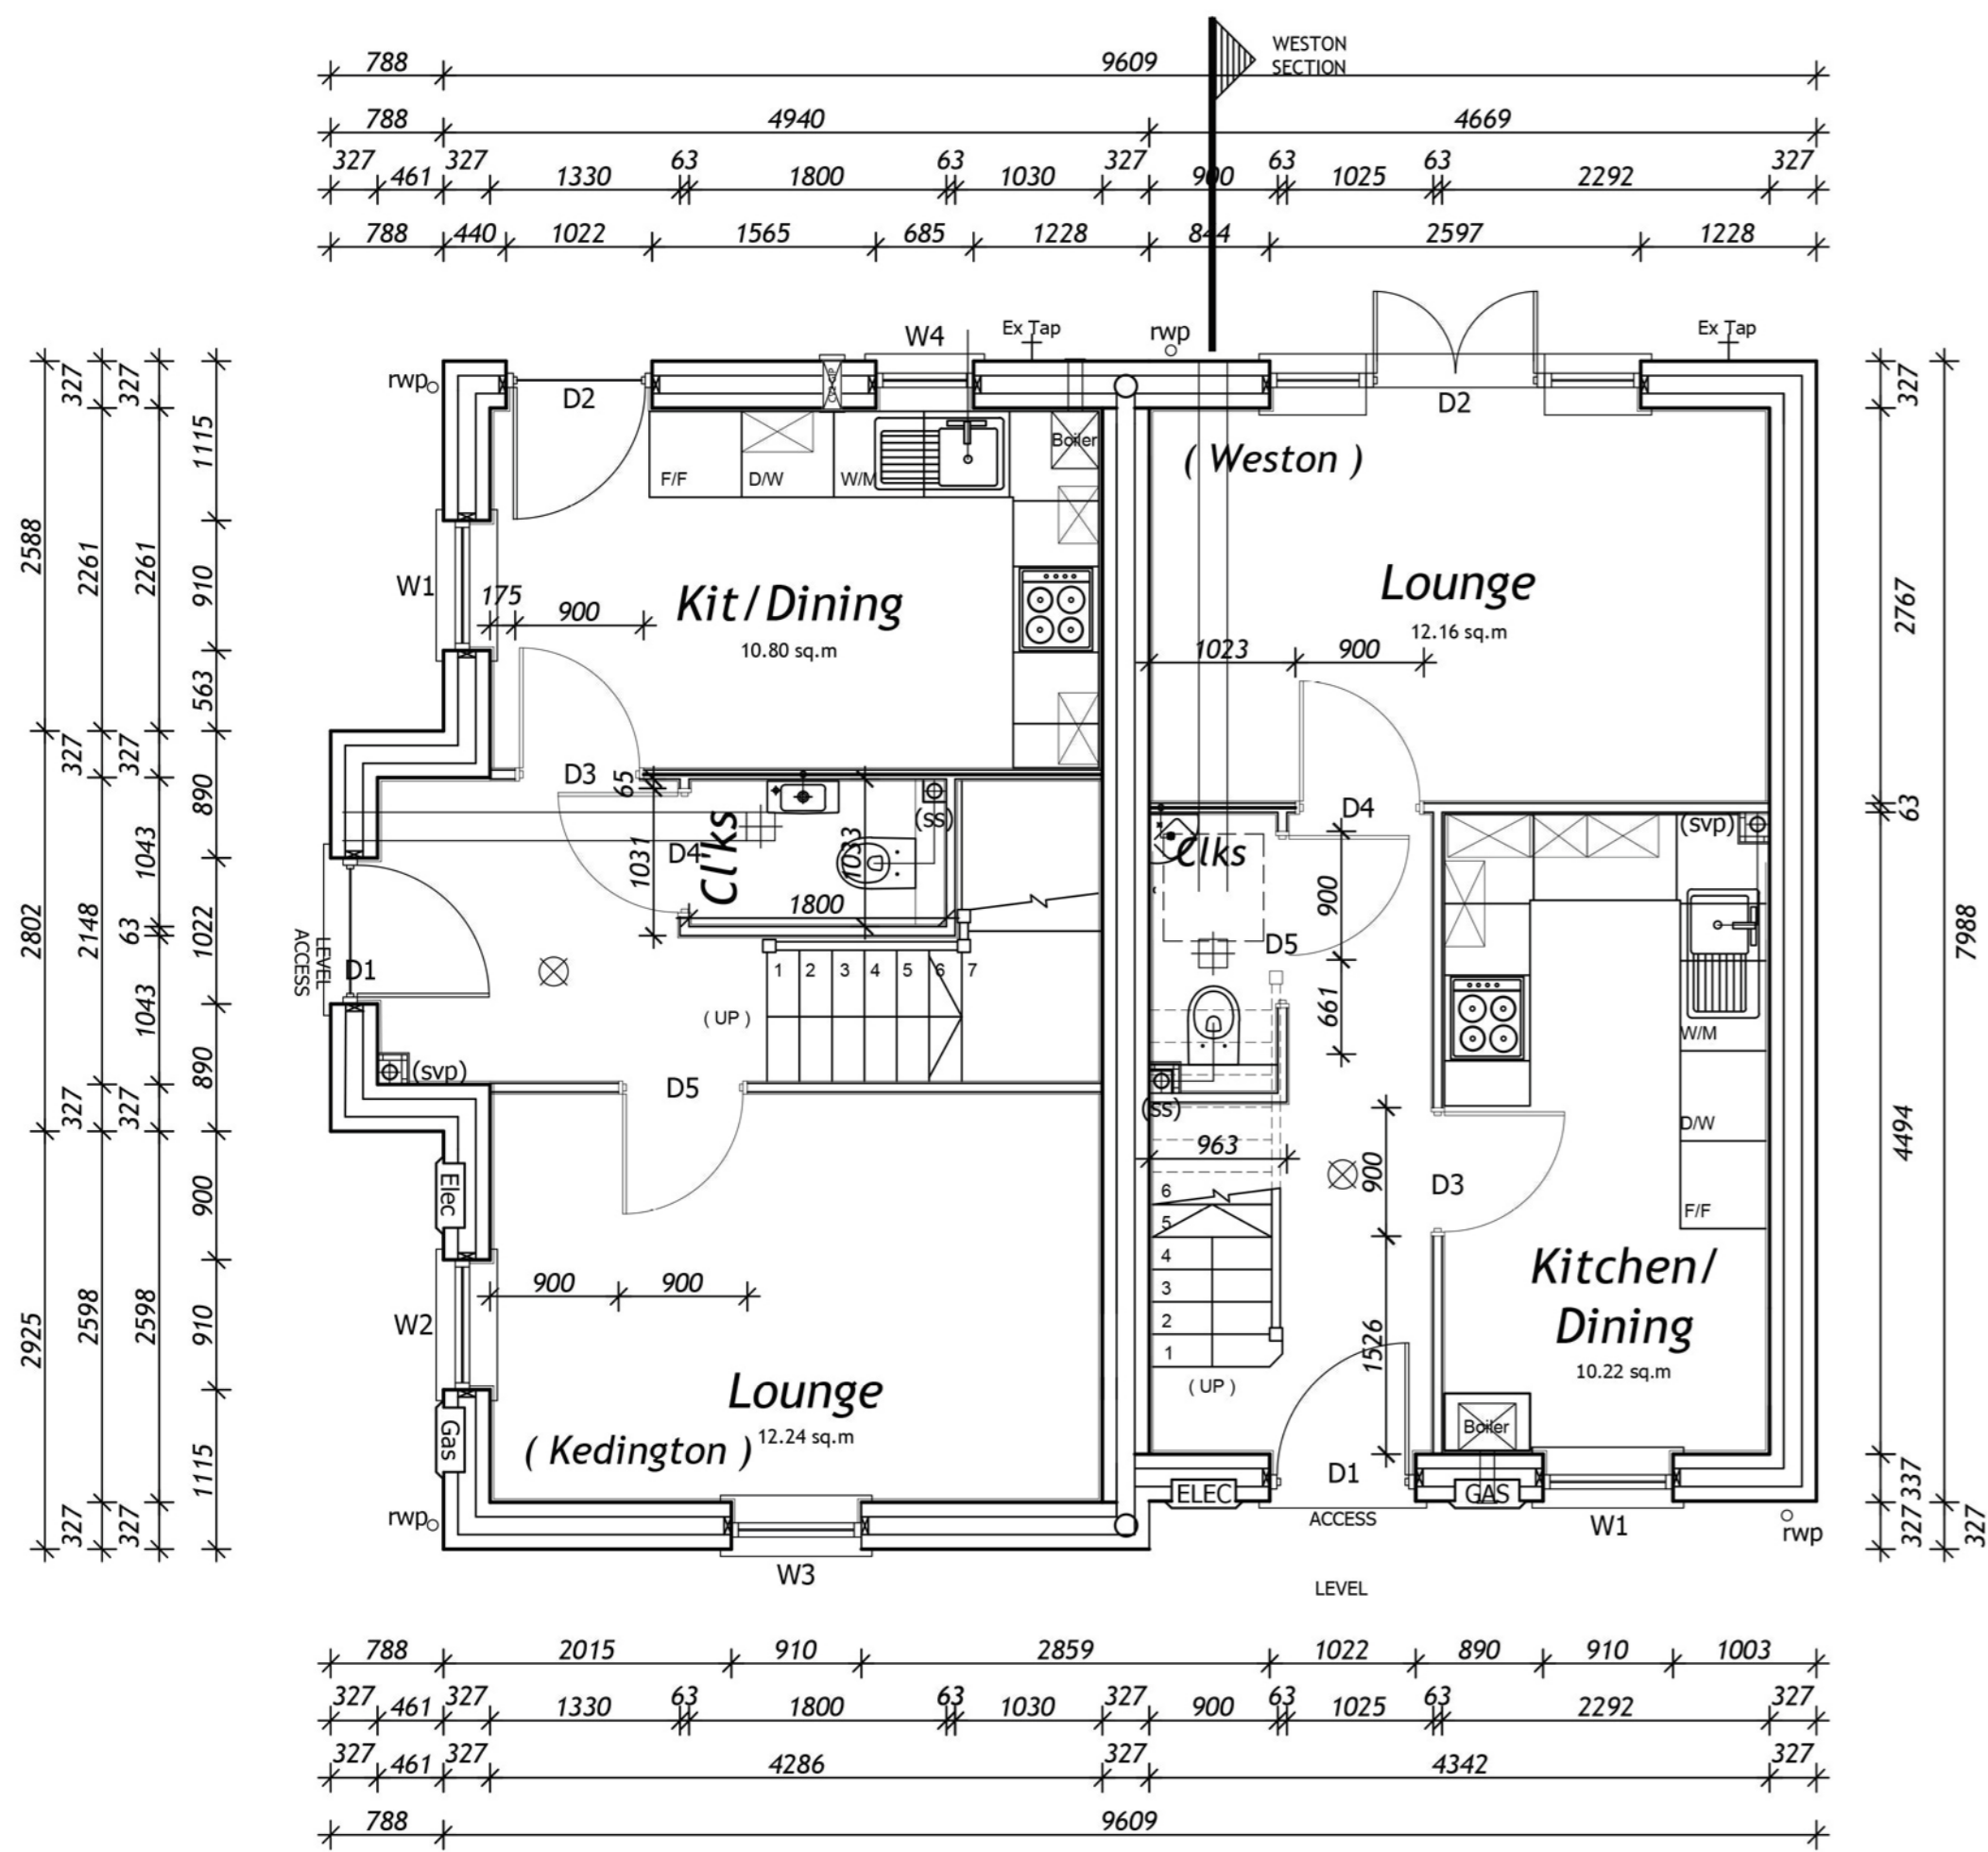 WESTON
SECTION
788 9609
788 4940 4669
327 461 327 1330 63 1800 63 1030 327 900 63 1025 63 2292 327
788 440 1022 1565 685 1228 844 2597 1228
rwp D2 W4 Ex Tap rwp D2 Ex Tap
( Weston )
F/F D/W W/M Boiler
W1 175 900
Kit/Dining
10.80 sq.m
Lounge
12.16 sq.m
1023 900
D3 65 D4
Cl'ks
(ss)
D4
1031 1033
1800
Clks
(svp)
900
D5
661
LEVEL
ACCESS
D1
1 2 3 4 5 6 7
( UP )
(svp)
D5
W/M
D/W
F/F
(ss)
963
900
D3
6
5
4
3
2
1
( UP )
1526
Elec
W2
Gas
900 900
Lounge
12.24 sq.m
( Kedington )
Kitchen/
Dining
10.22 sq.m
Boiler
rwp
W3
ELEC
D1
GAS
W1
rwp
ACCESS
LEVEL
2588 2802 2925
327 2261 327 2148 327 2598 327
327 2261 327 1043 63 1043 327 2598 327
1115 910 563 890 1022 890 900 910 1115
327 2767 63 4494 337 327
7988 327
788 2015 910 2859 1022 890 910 1003
327 461 327 1330 63 1800 63 1030 327 900 63 1025 63 2292 327
327 461 327 4286 327 4342 327
788 9609